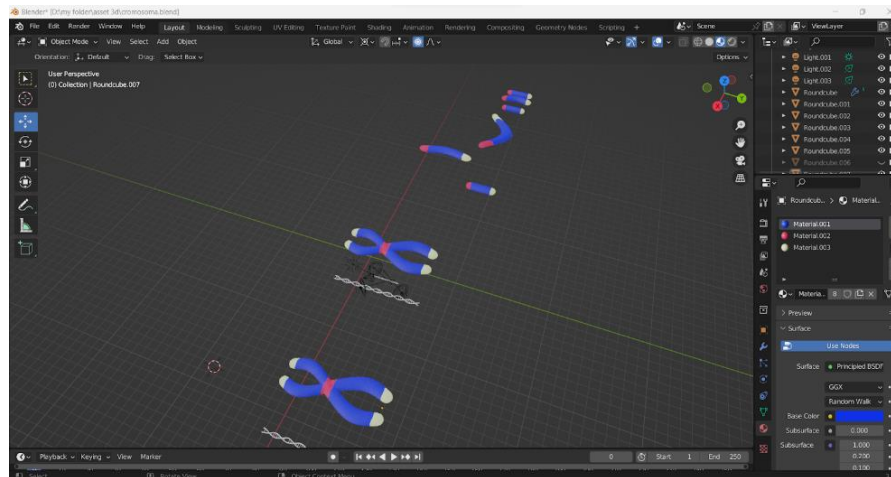 Blender* [D:\my folder\asset 3d\cromosoma.blend]
File Edit Render Window Help Layout Modeling Sculpting UV Editing Texture Paint Shading Animation Rendering Compositing Geometry Nodes Scripting + Scene ViewLayer
Object Mode View Select Add Object Global
Orientation: Default Drag: Select Box Options
User Perspective
(0) Collection | Roundcube.007
Light.001
Light.002
Light.003
Roundcube
Roundcube.001
Roundcube.002
Roundcube.003
Roundcube.004
Roundcube.005
Roundcube.006
Roundcub... > Material...
Material.001
Material.002
Material.003
Materia... 8
> Preview
Surface
Use Nodes
Surface Principled BSDF
GGX
Random Walk
Base Color
Subsurface 0.000
Subsurface 1.000
0.200
0.100
Playback Keying View Marker 0 Start 1 End 250
Select Rotate View Object Context Menu